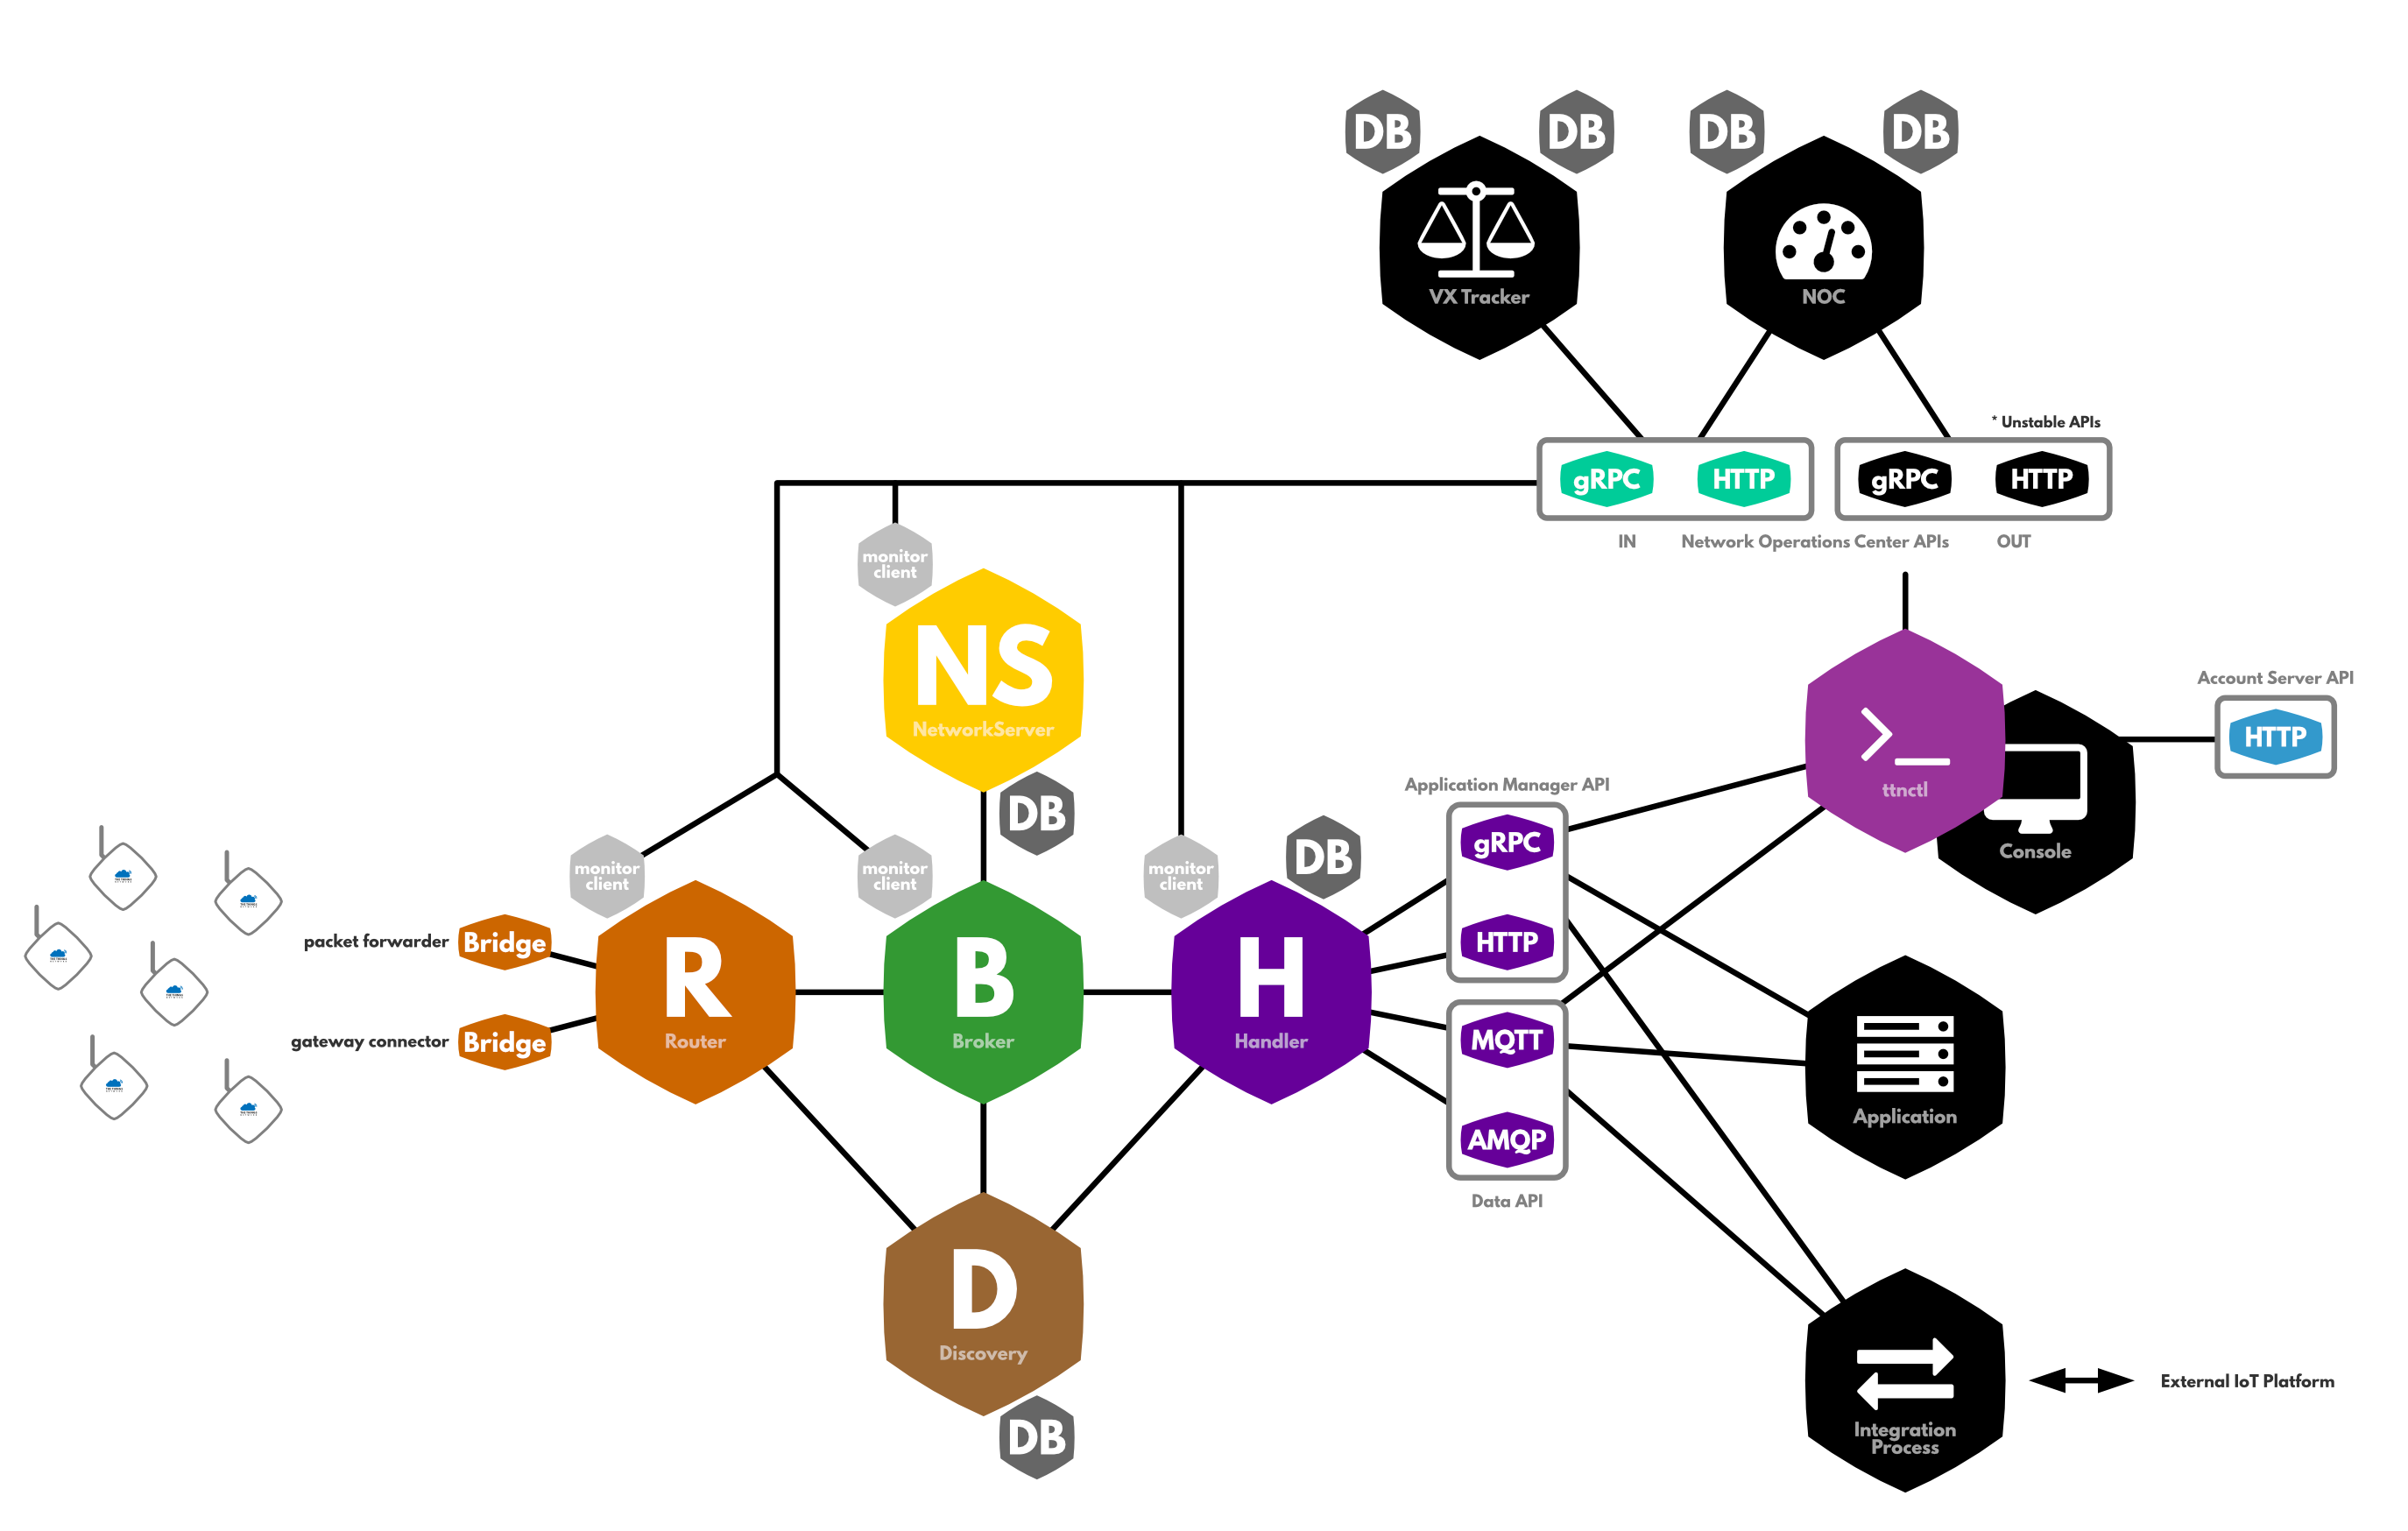 DB
DB
DB
DB
VX Tracker
NOC
* Unstable APIs
gRPC
HTTP
gRPC
HTTP
IN
Network Operations Center APIs
OUT
monitor
client
NS
NetworkServer
DB
Account Server API
HTTP
>_
ttnctl
Console
Application Manager API
gRPC
HTTP
monitor
client
monitor
client
monitor
client
DB
packet forwarder
Bridge
gateway connector
Bridge
R
Router
B
Broker
H
Handler
MQTT
AMQP
Data API
Application
D
Discovery
DB
Integration
Process
External IoT Platform